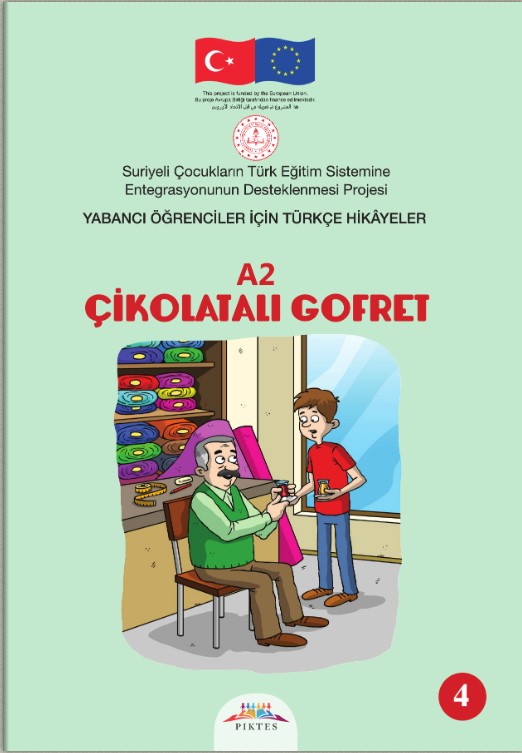 This project is funded by the European Union.
Bu proje Avrupa Birliği tarafından finanse edilmektedir.
Suriyeli Çocukların Türk Eğitim Sistemine
Entegrasyonunun Desteklenmesi Projesi
YABANCI ÖĞRENCİLER İÇİN TÜRKÇE HİKÂYELER
A2
ÇİKOLATALI GOFRET
4
PIKTES